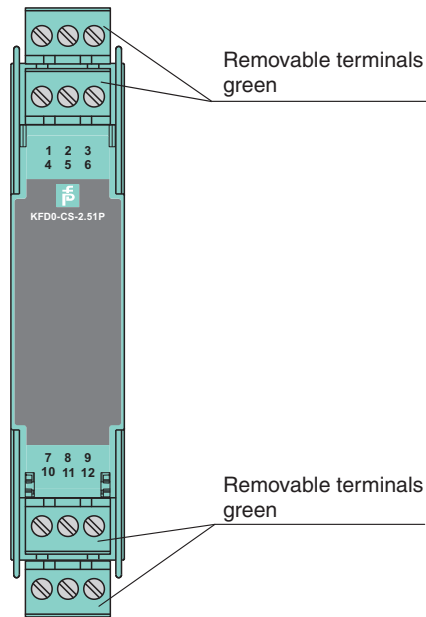 Removable terminals
green
1 2 3
4 5 6
KFD0-CS-2.51P
7 8 9
10 11 12
Removable terminals
green